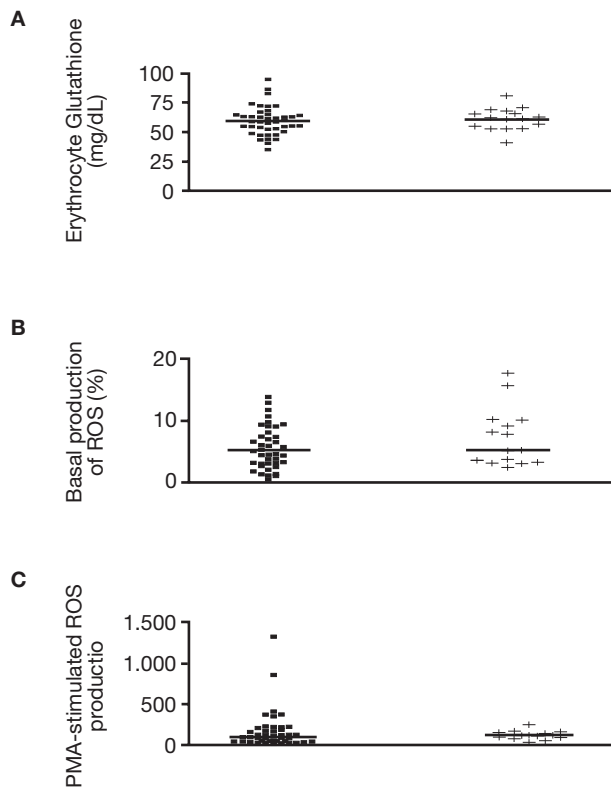 A
Erythrocyte Glutathione
(mg/dL)
100
75
50
25
0
B
Basal production
of ROS (%)
20
10
0
C
PMA-stimulated ROS
productio
1.500
1.000
500
0